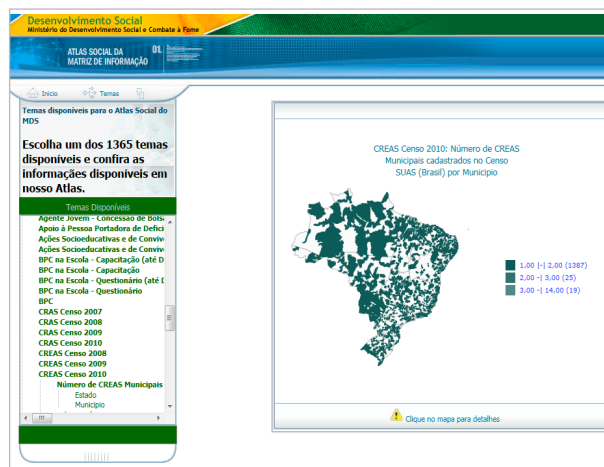 Desenvolvimento Social
Ministério do Desenvolvimento Social e Combate à Fome
ATLAS SOCIAL DA
MATRIZ DE INFORMAÇÃO
01.
Inicio
Temas
Temas disponíveis para o Atlas Social do
MDS
Escolha um dos 1365 temas
disponíveis e confira as
informações disponíveis em
nosso Atlas.
Temas Disponíveis
Agente Jovem - Concessão de Bols
Apoio à Pessoa Portadora de Defici
Ações Socioeducativas e de Conviv
Ações Socioeducativas e de Conviv
BPC na Escola - Capacitação (até D
BPC na Escola - Capacitação
BPC na Escola - Questionário (até D
BPC na Escola - Questionário
BPC
CRAS Censo 2007
CRAS Censo 2008
CRAS Censo 2009
CRAS Censo 2010
CREAS Censo 2008
CREAS Censo 2009
CREAS Censo 2010
Número de CREAS Municipais
Estado
Municipio
CREAS Censo 2010: Número de CREAS
Municipais cadastrados no Censo
SUAS (Brasil) por Municipio
1,00 |-| 2,00 (1387)
2,00 -| 3,00 (25)
3,00 -| 14,00 (19)
Clique no mapa para detalhes